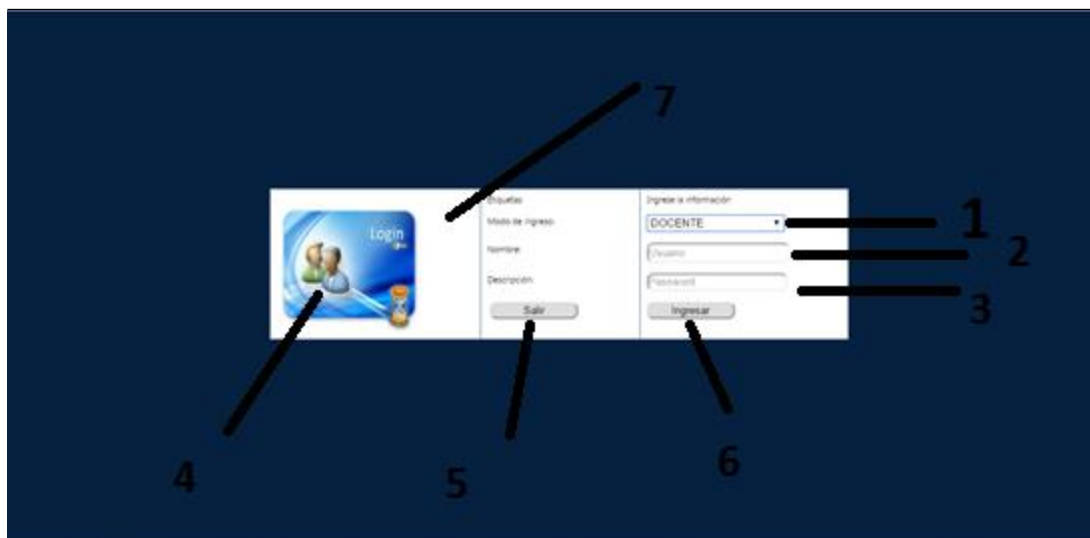 7
Etiquetas
Ingrese la información
Modo de ingreso:
DOCENTE
1
Login
Nombre:
Usuario
2
Descripción:
Password
3
Salir
Ingresar
4
5
6